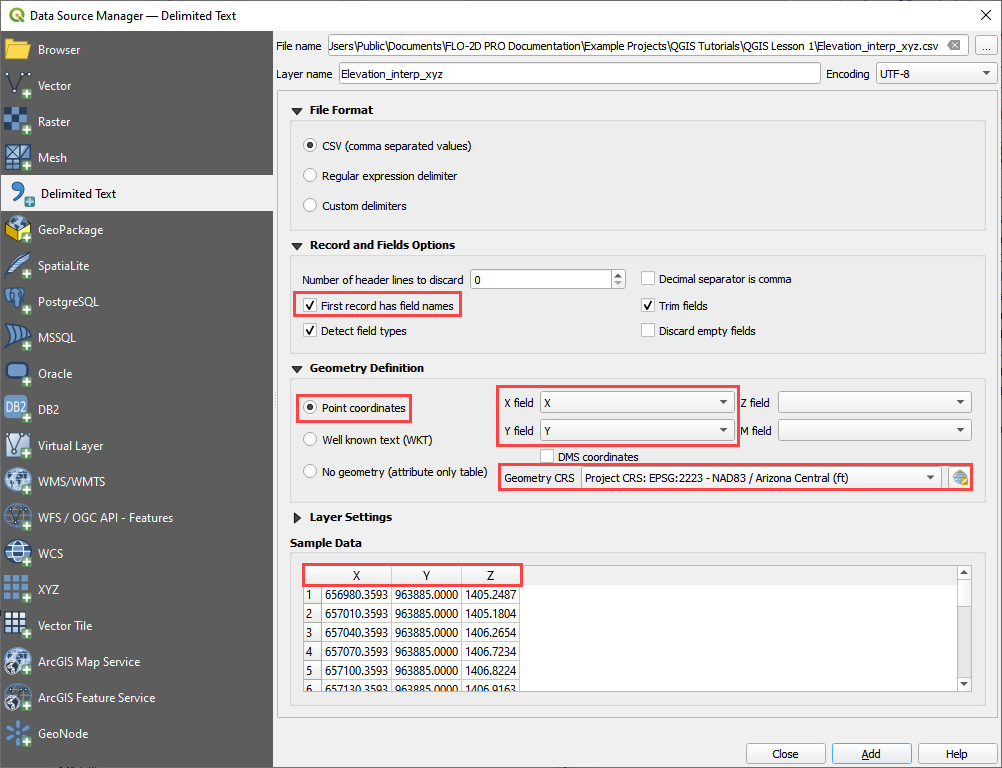 Data Source Manager — Delimited Text
Browser
Vector
Raster
Mesh
Delimited Text
GeoPackage
SpatiaLite
PostgreSQL
MSSQL
Oracle
DB2
DB2
Virtual Layer
WMS/WMTS
WFS / OGC API - Features
WCS
XYZ
Vector Tile
ArcGIS Map Service
ArcGIS Feature Service
GeoNode
File name Jsers\Public\Documents\FLO-2D PRO Documentation\Example Projects\QGIS Tutorials\QGIS Lesson 1\Elevation_interp_xyz.csv ...
Layer name Elevation_interp_xyz Encoding UTF-8
File Format
CSV (comma separated values)
Regular expression delimiter
Custom delimiters
Record and Fields Options
Number of header lines to discard 0 Decimal separator is comma
First record has field names Trim fields
Detect field types Discard empty fields
Geometry Definition
Point coordinates X field X Z field
Well known text (WKT) Y field Y M field
DMS coordinates
No geometry (attribute only table) Geometry CRS Project CRS: EPSG:2223 - NAD83 / Arizona Central (ft)
Layer Settings
Sample Data
X Y Z
1 656980.3593 963885.0000 1405.2487
2 657010.3593 963885.0000 1405.1804
3 657040.3593 963885.0000 1406.2654
4 657070.3593 963885.0000 1406.7234
5 657100.3593 963885.0000 1406.8224
6 657130.3593 963885.0000 1406.9163
Close Add Help